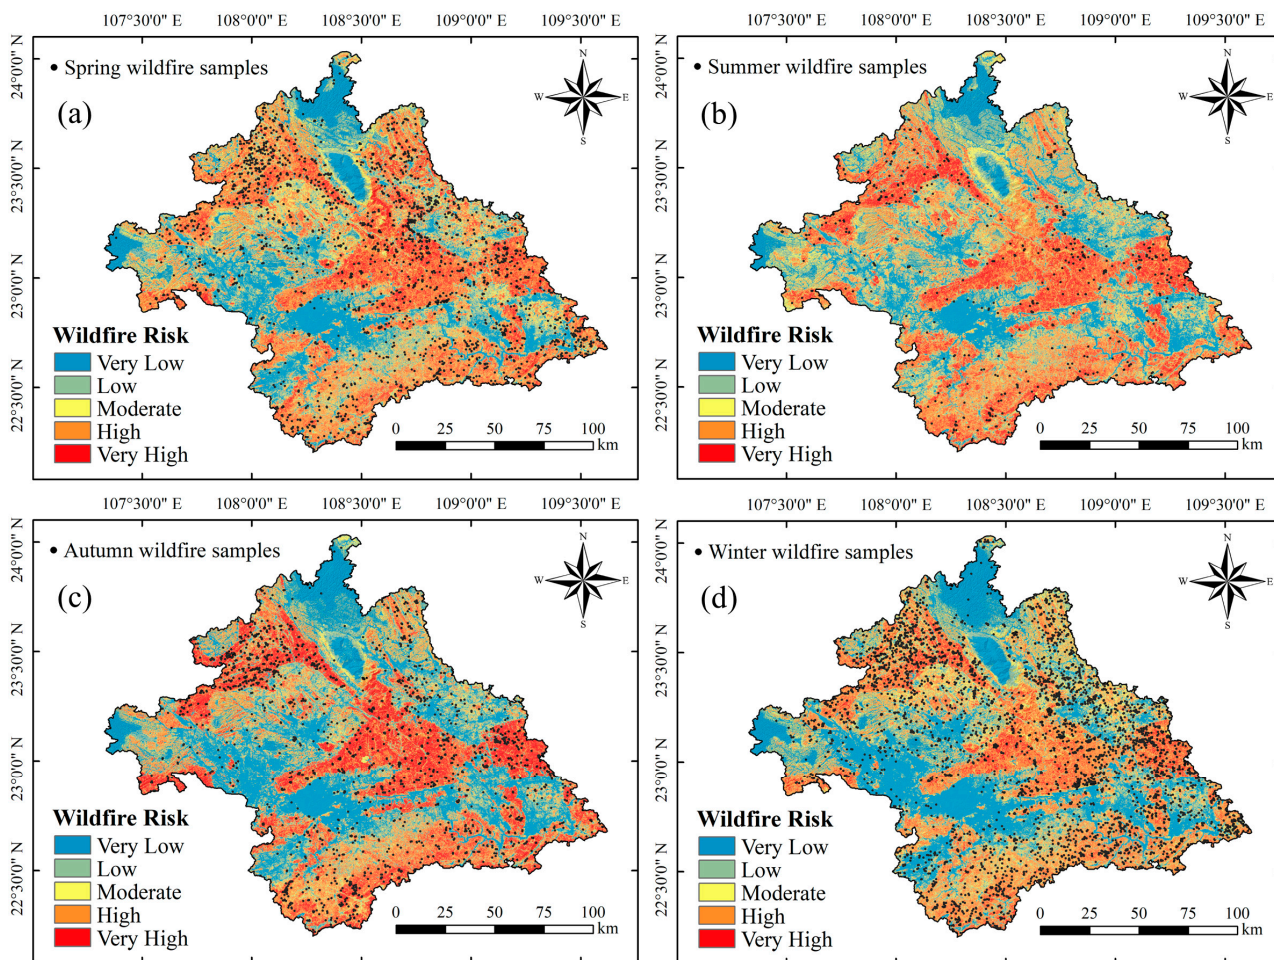 107°30'0" E 108°0'0" E 108°30'0" E 109°0'0" E 109°30'0" E
24°0'0" N
23°30'0" N
23°0'0" N
22°30'0" N
• Spring wildfire samples
(a)
N
W E
S
Wildfire Risk
Very Low
Low
Moderate
High
Very High
0 25 50 75 100
km
107°30'0" E 108°0'0" E 108°30'0" E 109°0'0" E 109°30'0" E
24°0'0" N
23°30'0" N
23°0'0" N
22°30'0" N
• Summer wildfire samples
(b)
N
W E
S
Wildfire Risk
Very Low
Low
Moderate
High
Very High
0 25 50 75 100
km
107°30'0" E 108°0'0" E 108°30'0" E 109°0'0" E 109°30'0" E
24°0'0" N
23°30'0" N
23°0'0" N
22°30'0" N
• Autumn wildfire samples
(c)
N
W E
S
Wildfire Risk
Very Low
Low
Moderate
High
Very High
0 25 50 75 100
km
107°30'0" E 108°0'0" E 108°30'0" E 109°0'0" E 109°30'0" E
24°0'0" N
23°30'0" N
23°0'0" N
22°30'0" N
• Winter wildfire samples
(d)
N
W E
S
Wildfire Risk
Very Low
Low
Moderate
High
Very High
0 25 50 75 100
km